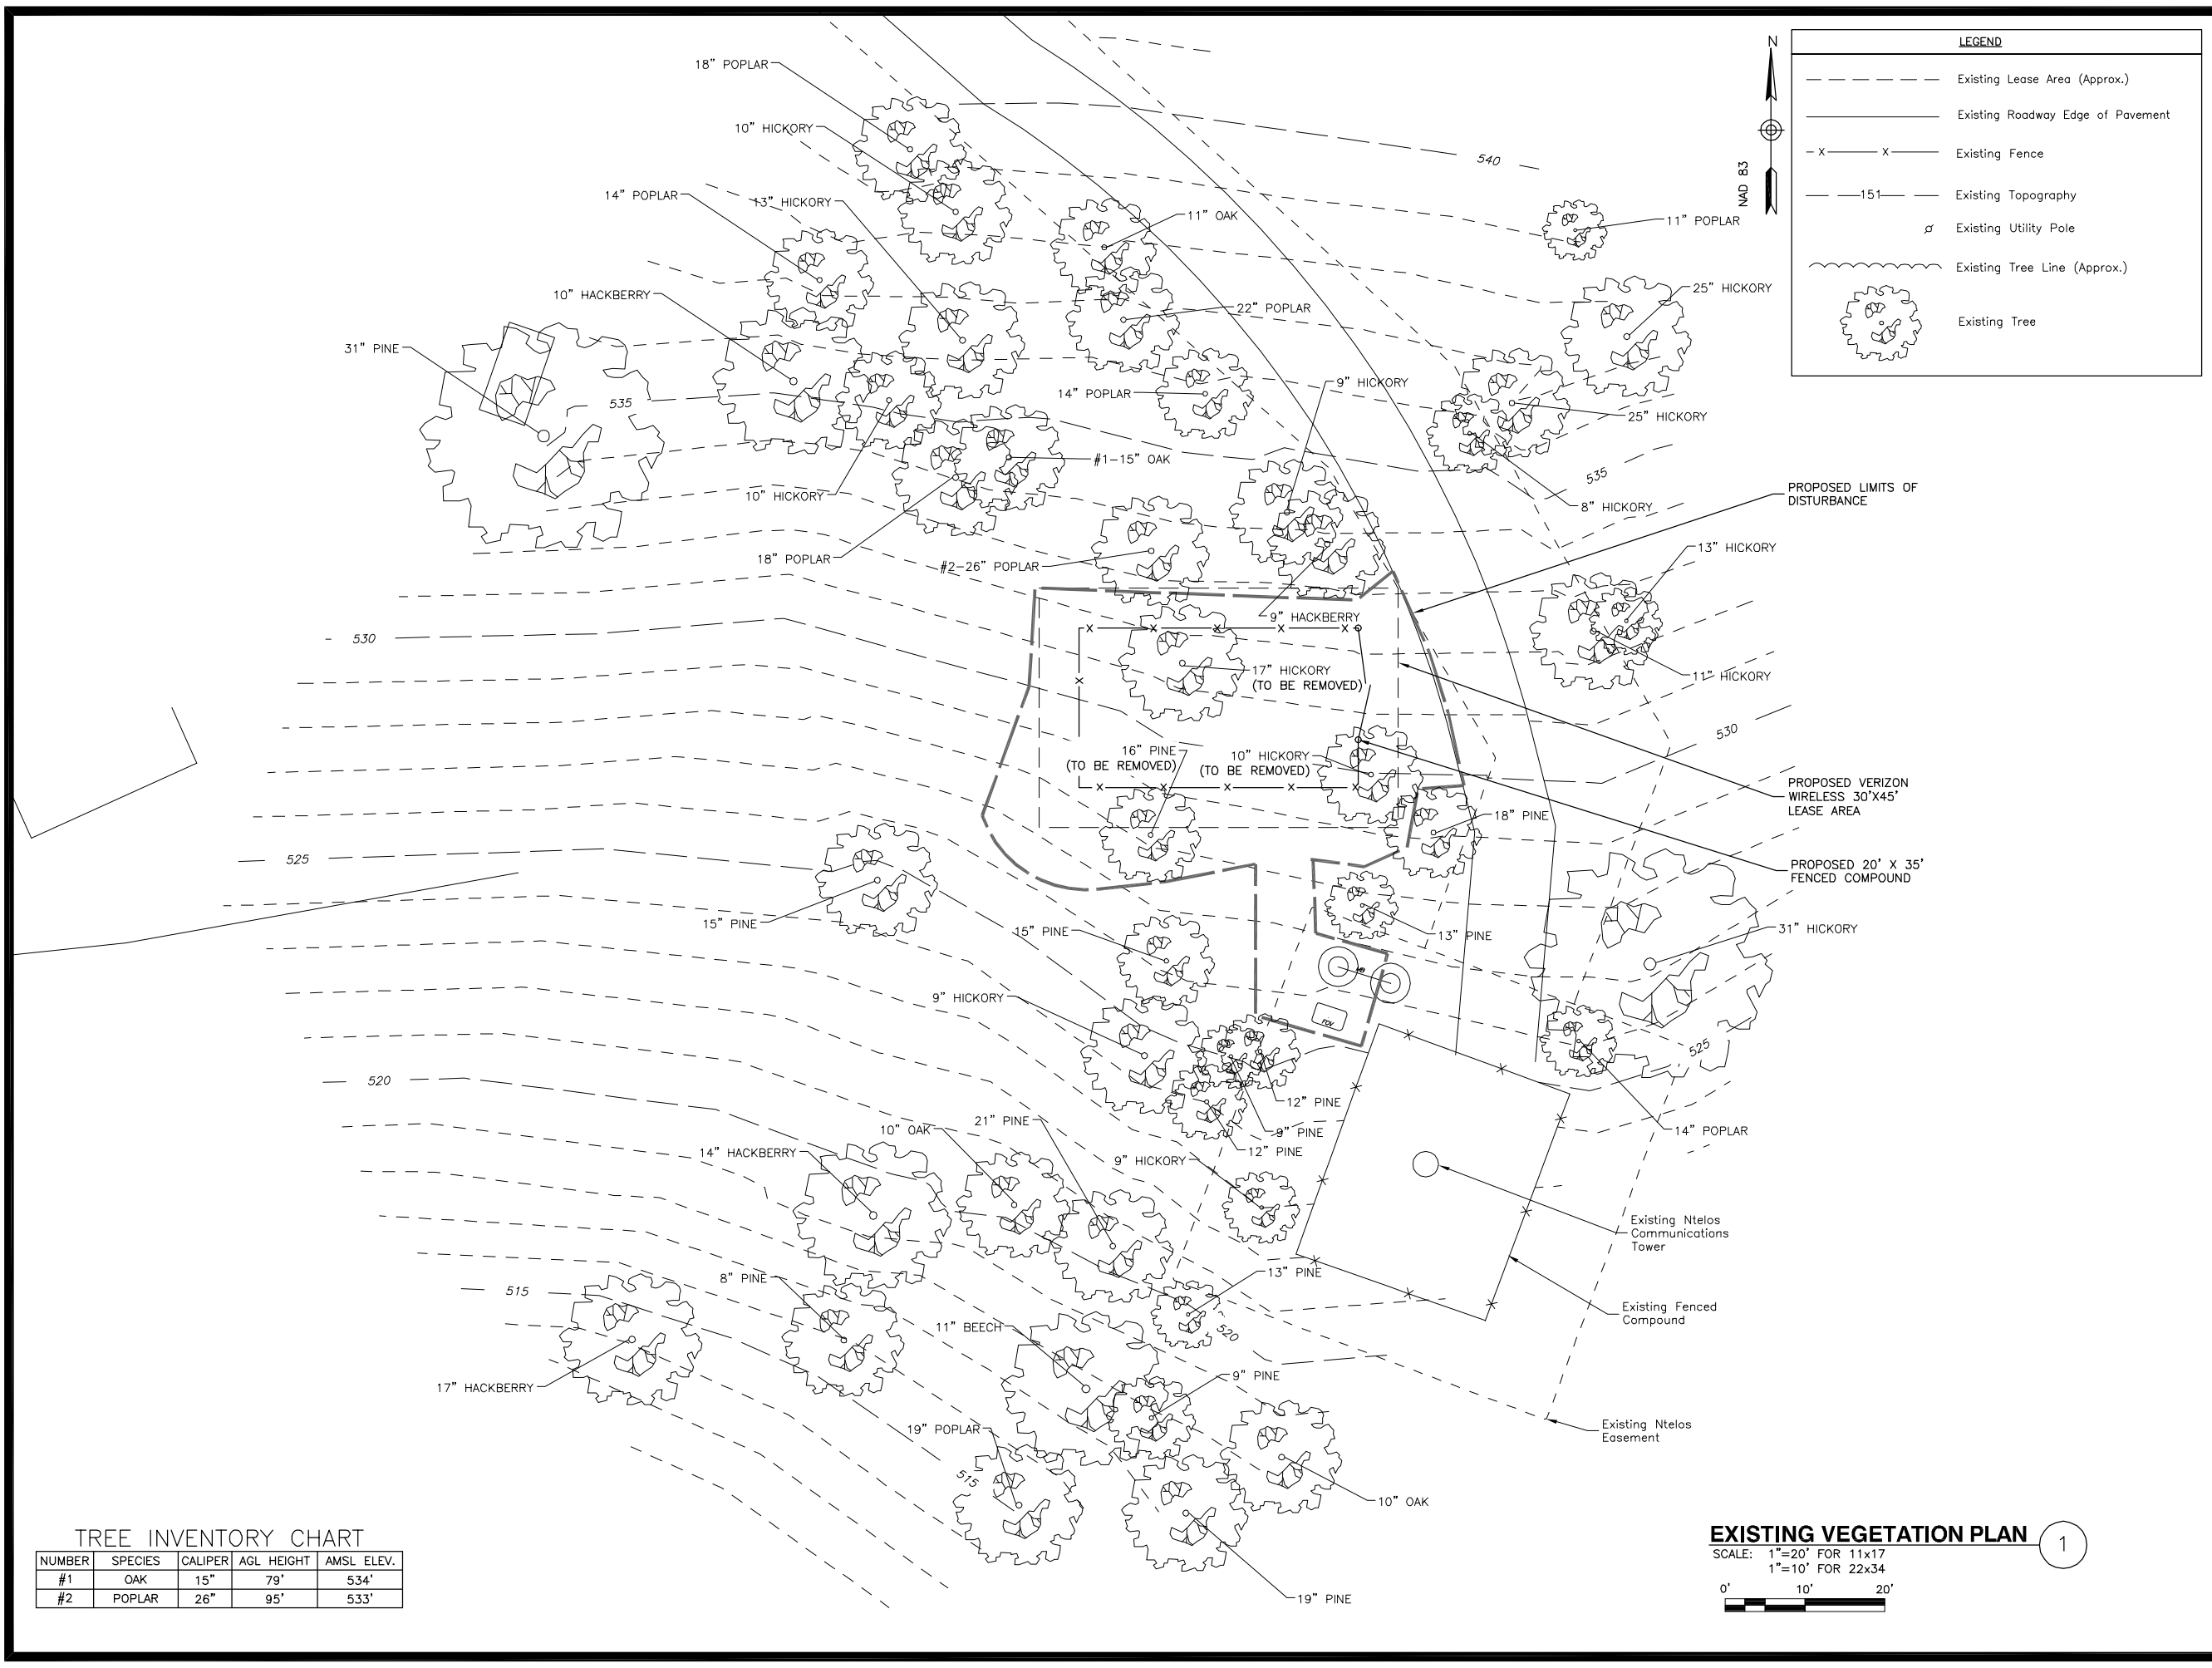 18" POPLAR
10" HICKORY
14" POPLAR
13" HICKORY
11" OAK
540
11" POPLAR
10" HACKBERRY
22" POPLAR
25" HICKORY
31" PINE
535
14" POPLAR
9" HICKORY
25" HICKORY
#1-15" OAK
10" HICKORY
535
8" HICKORY
18" POPLAR
#2-26" POPLAR
PROPOSED LIMITS OF
DISTURBANCE
13" HICKORY
9" HACKBERRY
530
17" HICKORY
(TO BE REMOVED)
11" HICKORY
530
16" PINE
(TO BE REMOVED)
10" HICKORY
(TO BE REMOVED)
PROPOSED VERIZON
WIRELESS 30'X45'
LEASE AREA
18" PINE
525
PROPOSED 20' X 35'
FENCED COMPOUND
15" PINE
15" PINE
13" PINE
31" HICKORY
9" HICKORY
525
520
12" PINE
9" PINE
12" PINE
14" POPLAR
21" PINE
10" OAK
14" HACKBERRY
9" HICKORY
Existing Ntelos
Communications
Tower
13" PINE
8" PINE
515
520
Existing Fenced
Compound
11" BEECH
17" HACKBERRY
9" PINE
19" POPLAR
515
Existing Ntelos
Easement
10" OAK
19" PINE
N
NAD 83
LEGEND
Existing Lease Area (Approx.)
Existing Roadway Edge of Pavement
X X Existing Fence
151 Existing Topography
Existing Utility Pole
Existing Tree Line (Approx.)
Existing Tree
TREE INVENTORY CHART
NUMBER SPECIES CALIPER AGL HEIGHT AMSL ELEV.
#1 OAK 15" 79' 534'
#2 POPLAR 26" 95' 533'
EXISTING VEGETATION PLAN 1
SCALE: 1"=20' FOR 11x17
1"=10' FOR 22x34
0' 10' 20'